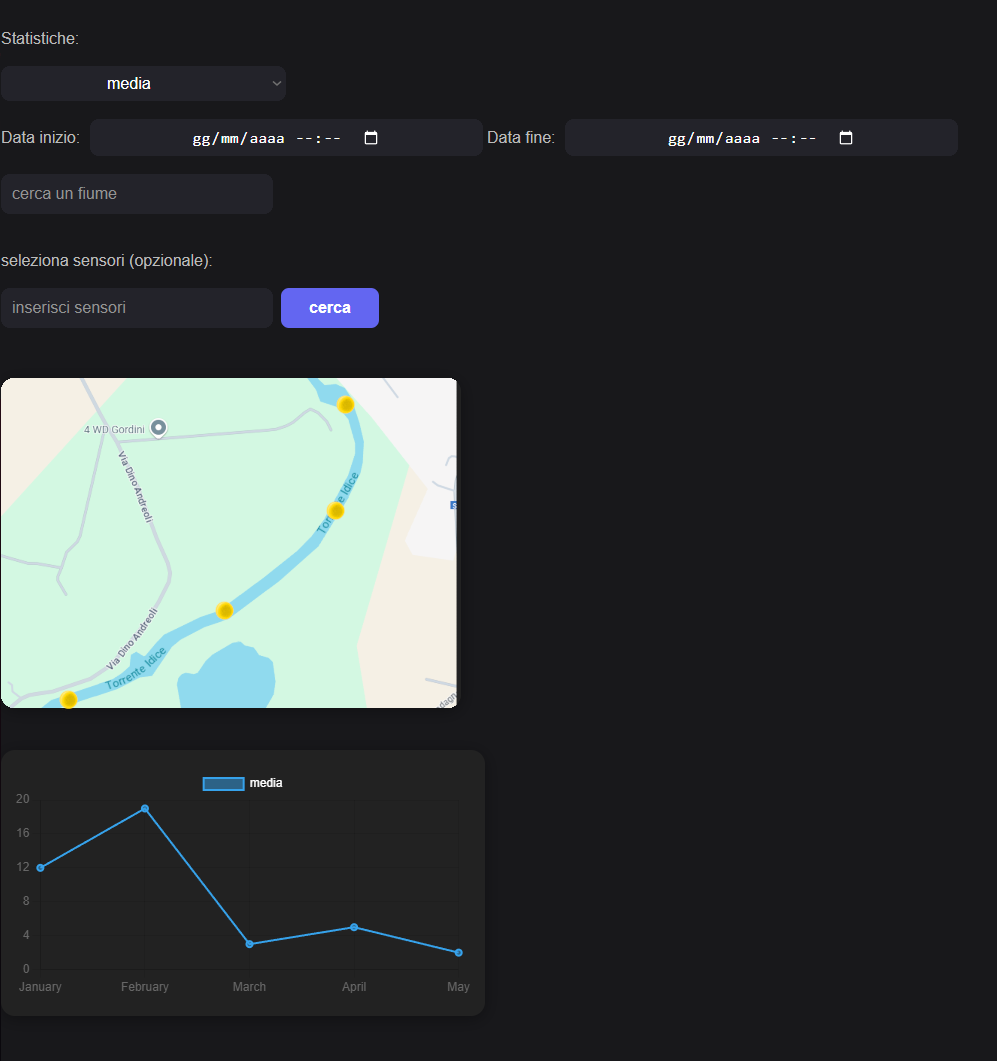 Statistiche:
media
Data inizio: gg/mm/aaaa --:-- Data fine: gg/mm/aaaa --:--
cerca un fiume
seleziona sensori (opzionale):
inserisci sensori cerca
4 WD Gordini
Via Dino Andreoli
Torrente Idice
Via Dino Andreoli
Torrente Idice
media
20
16
12
8
4
0
January February March April May